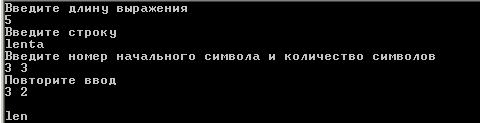 Введите длину выражения
5
Введите строку
lenta
Введите номер начального символа и количество символов
3 3
Повторите ввод
3 2
len